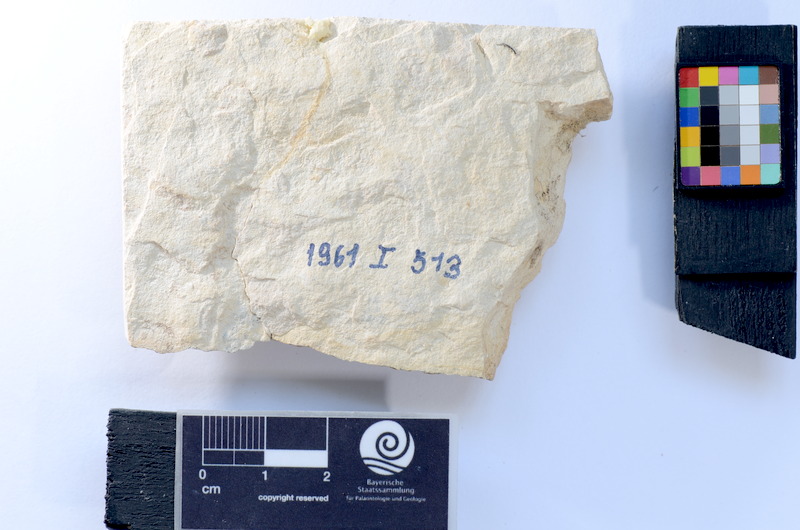 1961 I 513
0 1 2
cm
copyright reserved
Bayerische
Staatssammlung
für Paläontologie und Geologie